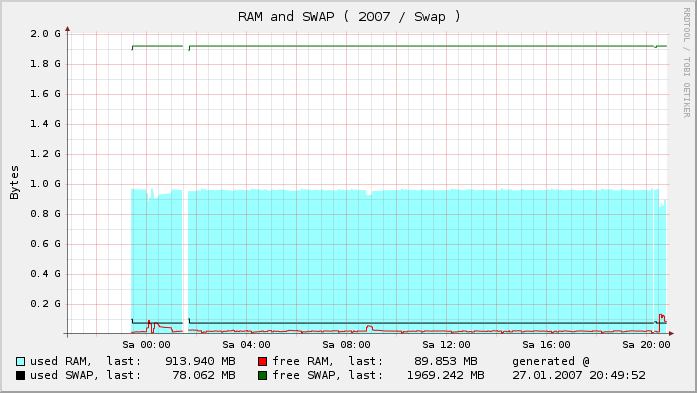 RAM and SWAP ( 2007 / Swap )
RRDTOOL / TOBI OETIKER
Bytes
2.0 G
1.8 G
1.6 G
1.4 G
1.2 G
1.0 G
0.8 G
0.6 G
0.4 G
0.2 G
Sa 00:00 Sa 04:00 Sa 08:00 Sa 12:00 Sa 16:00 Sa 20:00
used RAM, last: 913.940 MB free RAM, last: 89.853 MB generated @
used SWAP, last: 78.062 MB free SWAP, last: 1969.242 MB 27.01.2007 20:49:52